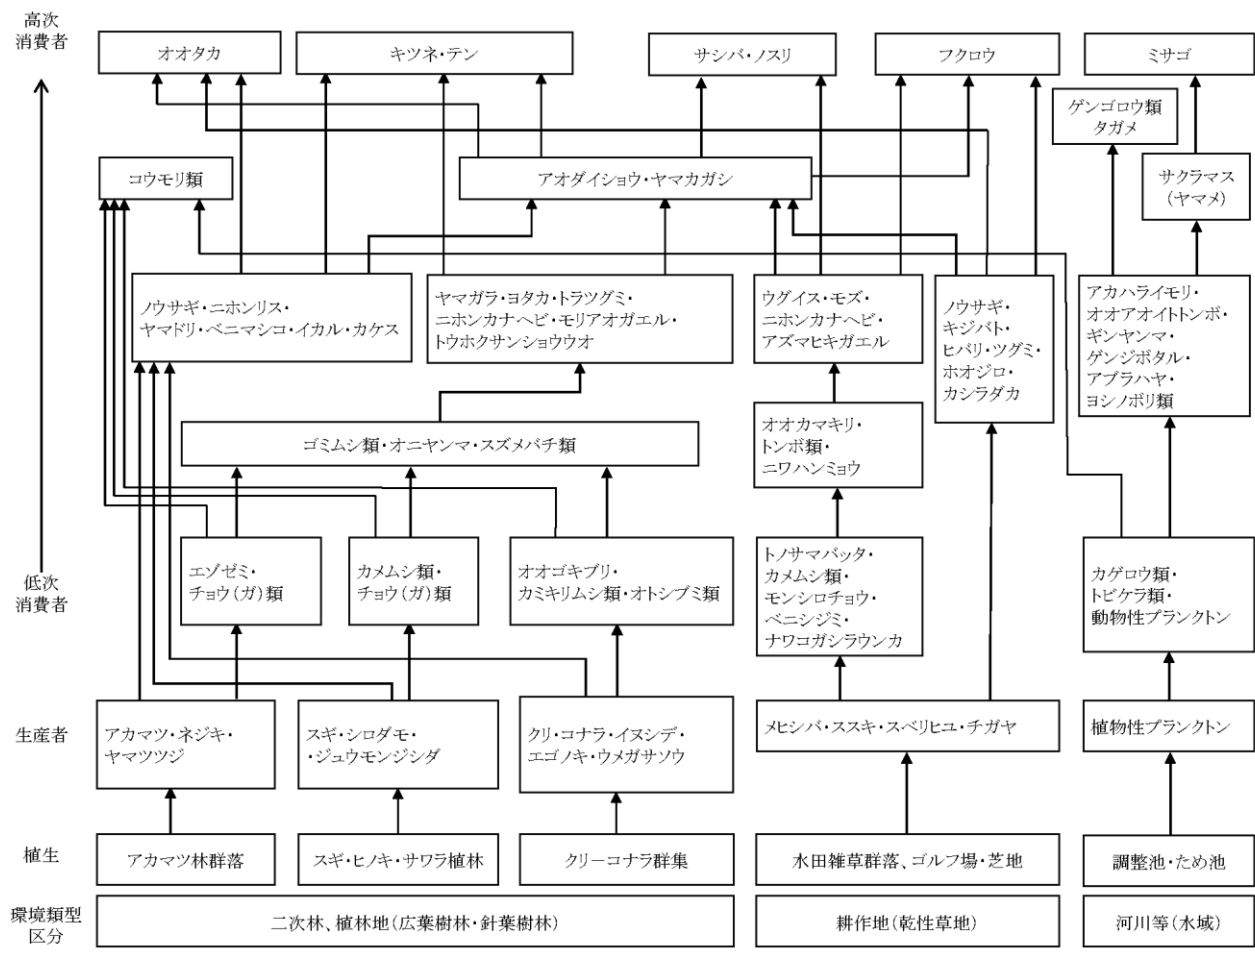 高次
消費者
オオタカ
キツネ・テン
サシバ・ノスリ
フクロウ
ミサゴ
ゲンゴロウ類
タガメ
コウモリ類
アオダイショウ・ヤマカガシ
サクラマス
（ヤマメ）
ノウサギ・ニホンリス・
ヤマドリ・ベニマシコ・イカル・カケス
ヤマガラ・ヨタカ・トラツグミ・
ニホンカナヘビ・モリアオガエル・
トウホクサンショウウオ
ウグイス・モズ・
ニホンカナヘビ・
アズマヒキガエル
ノウサギ・
キジバト・
ヒバリ・ツグミ・
ホオジロ・
カシラダカ
アカハライモリ・
オオアオイトトンボ・
ギンヤンマ・
ゲンジボタル・
アブラハヤ・
ヨシノボリ類
ゴミムシ類・オニヤンマ・スズメバチ類
オオカマキリ・
トンボ類・
ニワハンミョウ
低次
消費者
エゾゼミ・
チョウ（ガ）類
カメムシ類・
チョウ（ガ）類
オオゴキブリ・
カミキリムシ類・オトシブミ類
トノサマバッタ・
カメムシ類・
モンシロチョウ・
ベニシジミ・
ナワコガシラウンカ
カゲロウ類・
トビケラ類・
動物性プランクトン
生産者
アカマツ・ネジキ・
ヤマツツジ
スギ・シロダモ・
・ジュウモンジシダ
クリ・コナラ・イヌシデ・
エゴノキ・ウメガサソウ
メヒシバ・ススキ・スベリヒユ・チガヤ
植物性プランクトン
植生
アカマツ林群落
スギ・ヒノキ・サワラ植林
クリーコナラ群集
水田雑草群落、ゴルフ場・芝地
調整池・ため池
環境類型
区分
二次林、植林地（広葉樹林・針葉樹林）
耕作地（乾性草地）
河川等（水域）